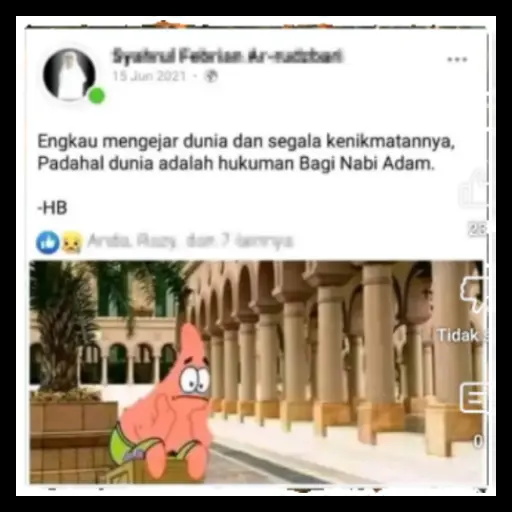 Syahrul Febrian Ar-rudzbari
15 Jun 2021 ·
Engkau mengejar dunia dan segala kenikmatannya,
Padahal dunia adalah hukuman Bagi Nabi Adam.
-HB
Anda, Rozy, dan 7 lainnya
Tidak
0